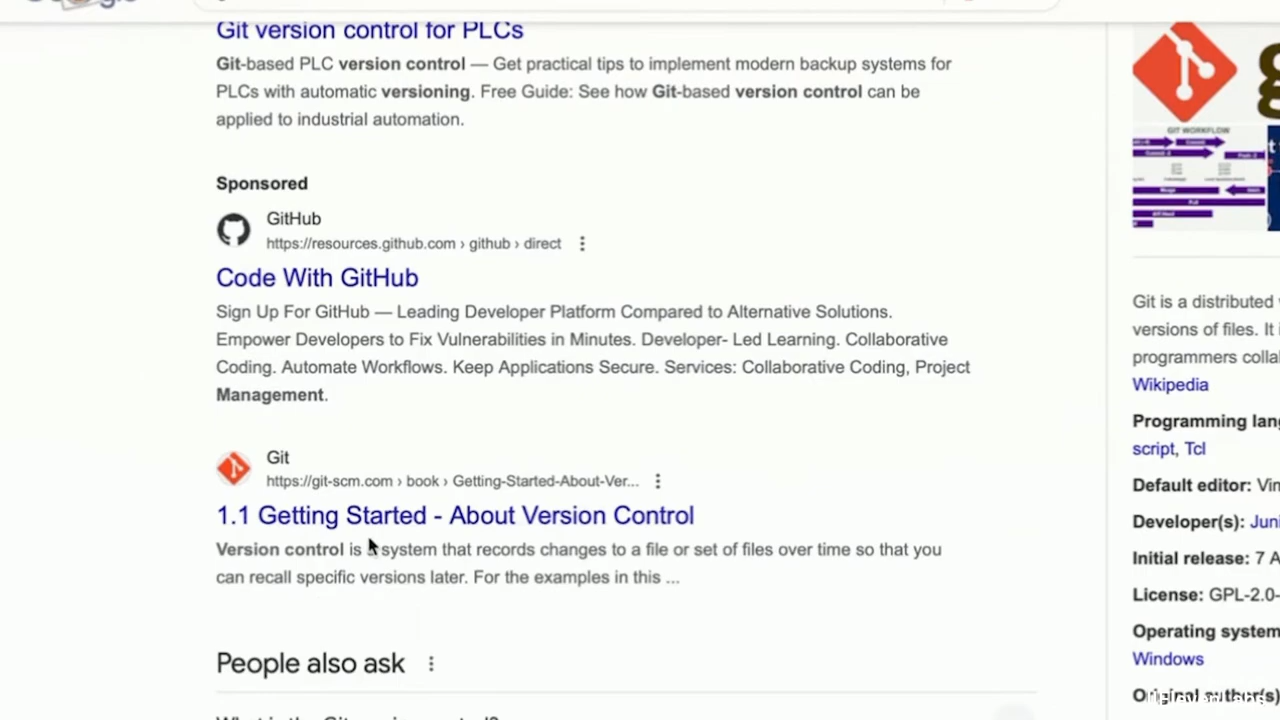 Git version control for PLCs
Git-based PLC version control — Get practical tips to implement modern backup systems for
PLCs with automatic versioning. Free Guide: See how Git-based version control can be
applied to industrial automation.
Sponsored
GitHub
https://resources.github.com › github › direct
Code With GitHub
Sign Up For GitHub — Leading Developer Platform Compared to Alternative Solutions.
Empower Developers to Fix Vulnerabilities in Minutes. Developer- Led Learning. Collaborative
Coding. Automate Workflows. Keep Applications Secure. Services: Collaborative Coding, Project
Management.
Git
https://git-scm.com › book › Getting-Started-About-Ver...
1.1 Getting Started - About Version Control
Version control is a system that records changes to a file or set of files over time so that you
can recall specific versions later. For the examples in this ...
People also ask
GIT WORKFLOW
Git is a distributed
versions of files. It
programmers
Wikipedia
Programming
script, Tcl
Default editor:
Developer(s):
Initial release: 7
License: GPL-2.0-
Operating system
Windows